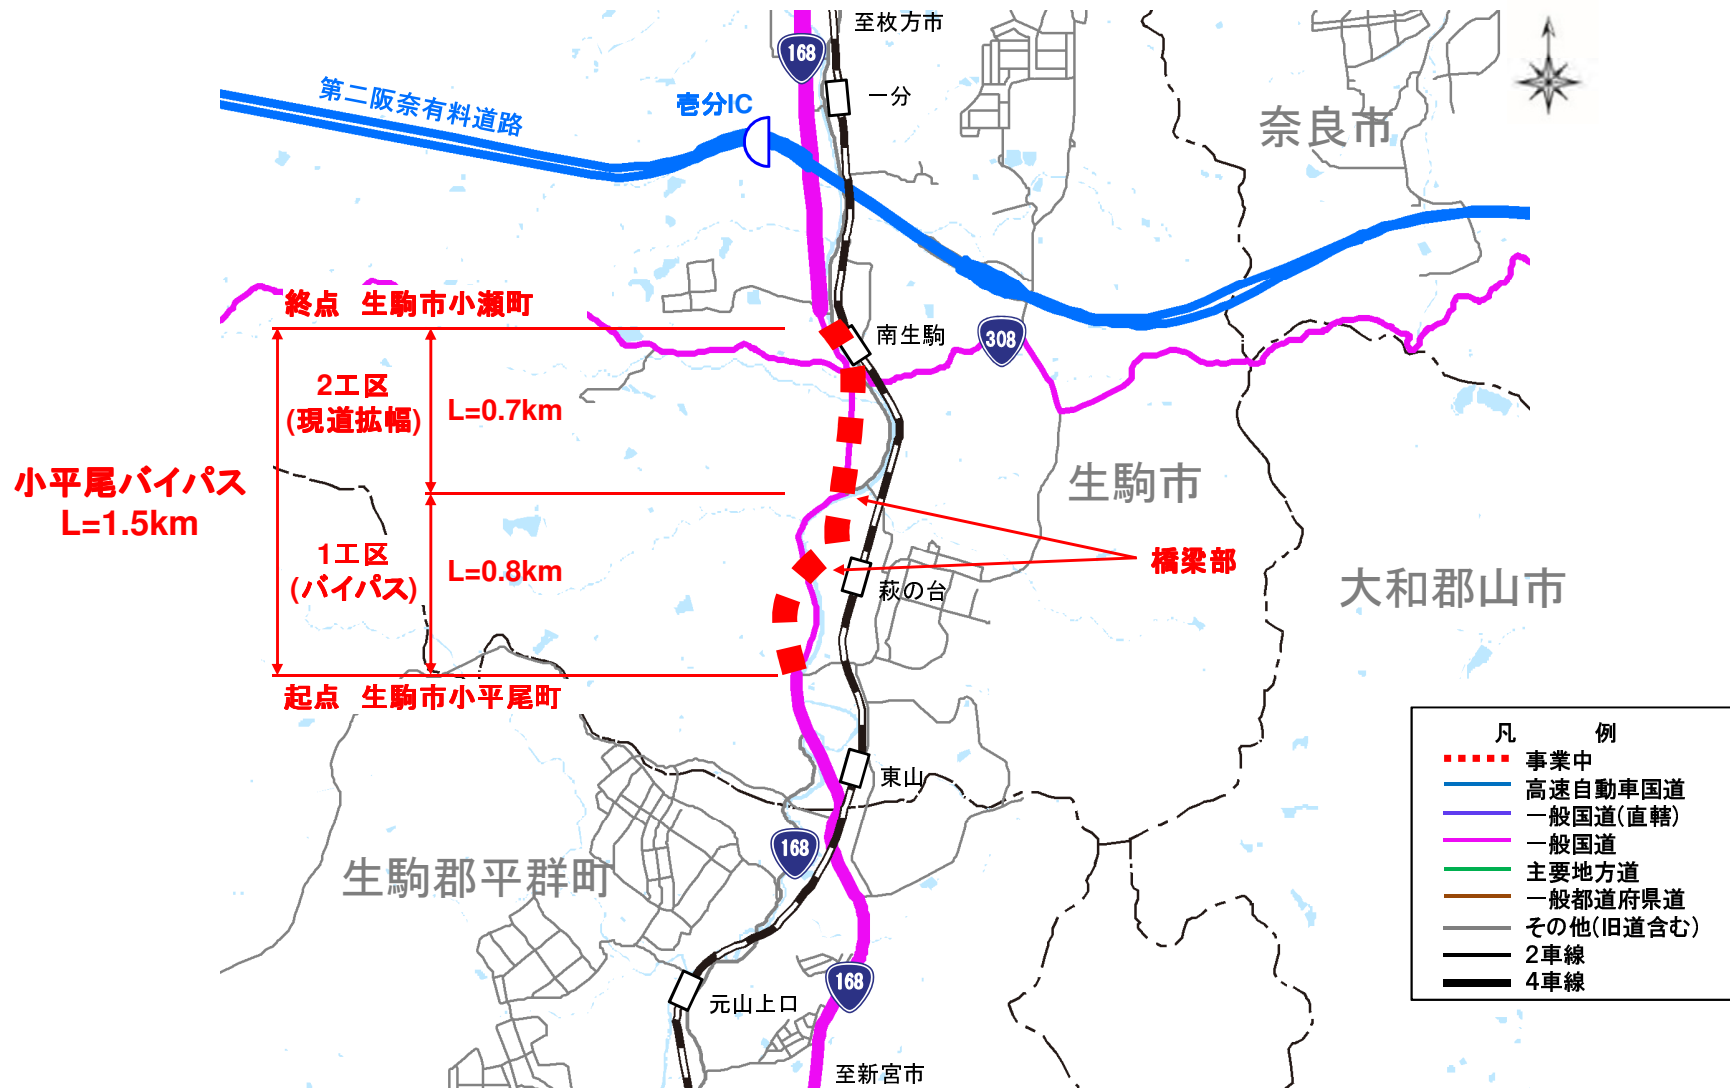 至枚方市
168
一分
第二阪奈有料道路
壱分IC
奈良市
終点 生駒市小瀬町
南生駒
308
2工区
(現道拡幅)
L=0.7km
小平尾バイパス
L=1.5km
生駒市
1工区
(バイパス)
L=0.8km
橋梁部
萩の台
大和郡山市
起点 生駒市小平尾町
東山
168
生駒郡平群町
168
元山上口
至新宮市
凡 例
事業中
高速自動車国道
一般国道(直轄)
一般国道
主要地方道
一般都道府県道
その他(旧道含む)
2車線
4車線